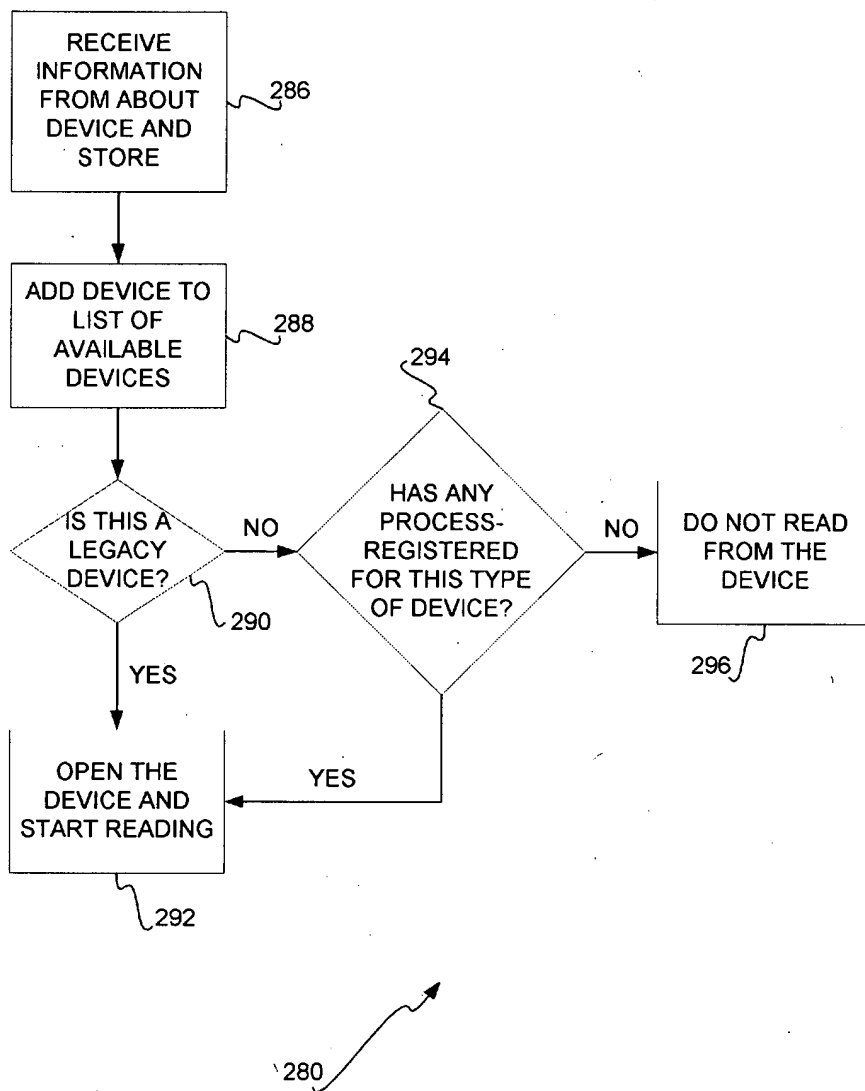 RECEIVE
INFORMATION
FROM ABOUT
DEVICE AND
STORE
286
ADD DEVICE TO
LIST OF
AVAILABLE
DEVICES
288
294
IS THIS A
LEGACY
DEVICE?
290
NO
HAS ANY
PROCESS-
REGISTERED
FOR THIS TYPE
OF DEVICE?
NO
DO NOT READ
FROM THE
DEVICE
296
YES
OPEN THE
DEVICE AND
START READING
YES
292
280